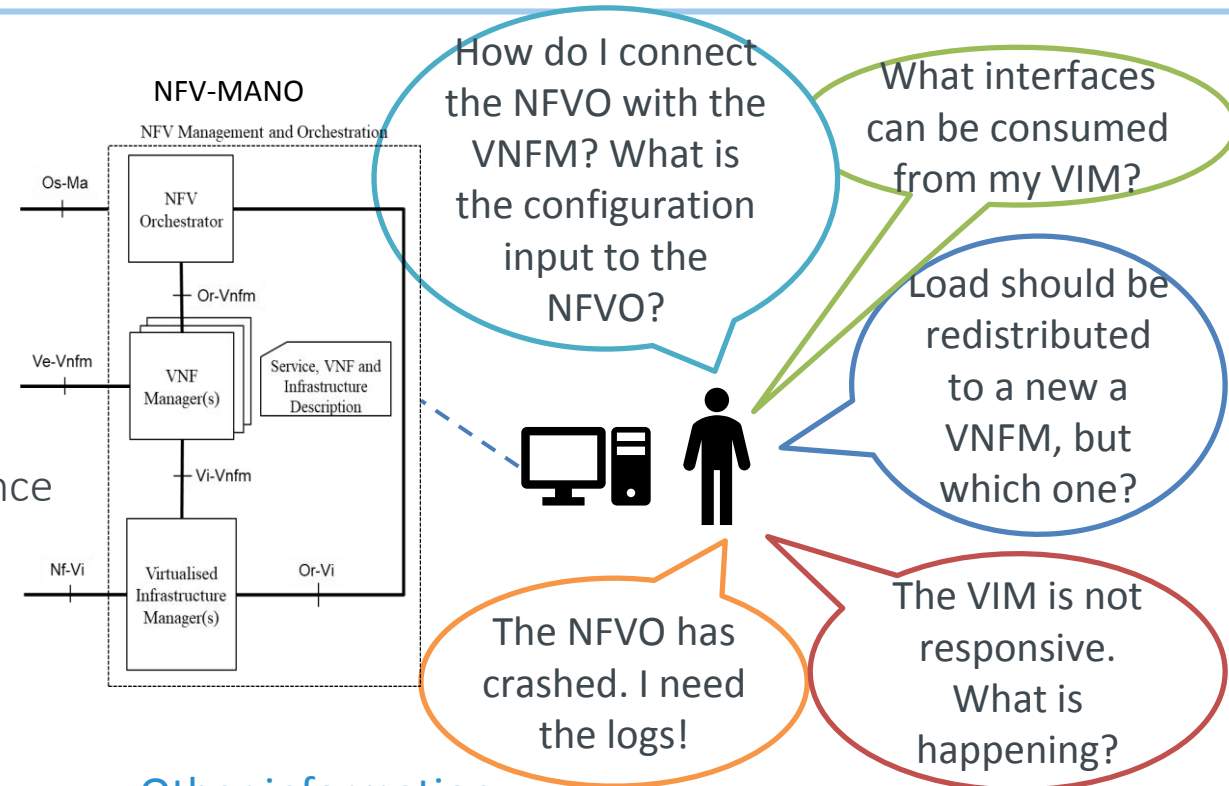 NFV-MANO
NFV Management and Orchestration
Os-Ma
NFV
Orchestrator
Or-Vnfm
Ve-Vnfm
VNF
Manager(s)
Service, VNF and
Infrastructure
Description
Vi-Vnfm
nce
Nf-Vi
Virtualised
Infrastructure
Manager(s)
Or-Vi
How do I connect
the NFVO with the
VNFM? What is
the configuration
input to the
NFVO?
What interfaces
can be consumed
from my VIM?
Load should be
redistributed
to a new a
VNFM, but
which one?
The NFVO has
crashed. I need
the logs!
The VIM is not
responsive.
What is
happening?
Other information